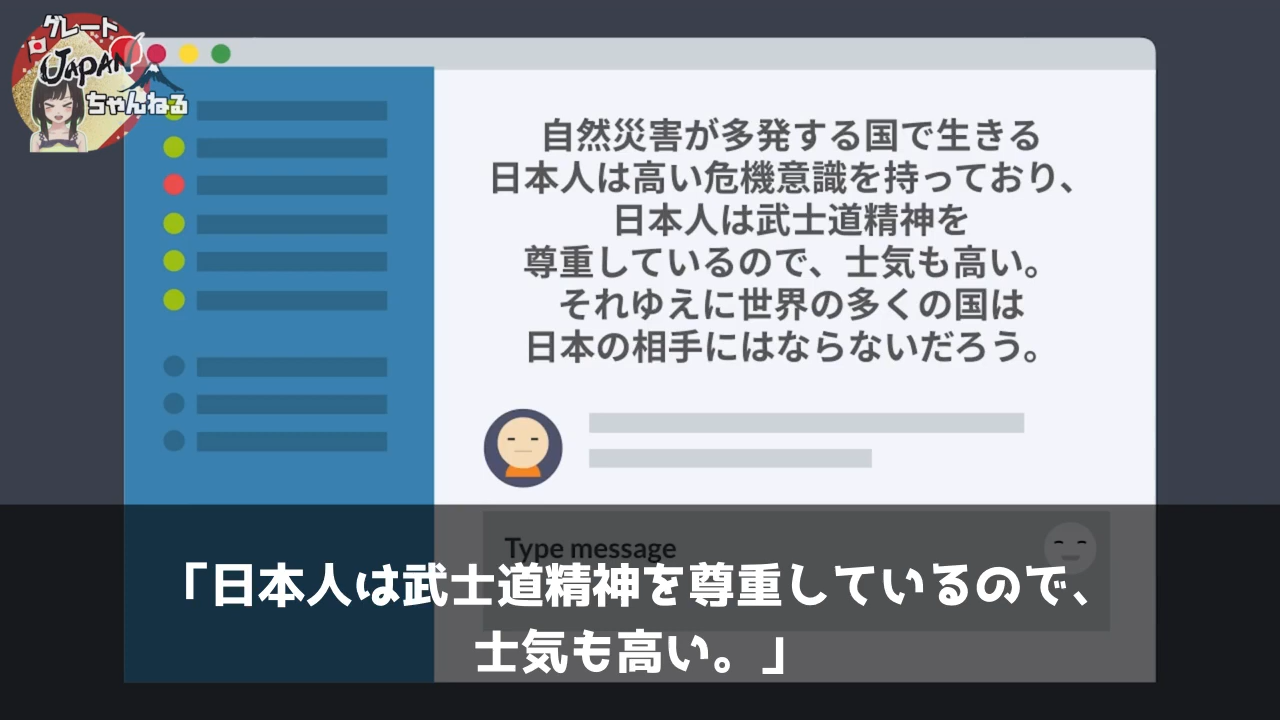 グレート
JAPAN
ちゃんねる
自然災害が多発する国で生きる
日本人は高い危機意識を持っており、
日本人は武士道精神を
尊重しているので、士気も高い。
それゆえに世界の多くの国は
日本の相手にはならないだろう。
Type message
「日本人は武士道精神を尊重しているので、
士気も高い。」